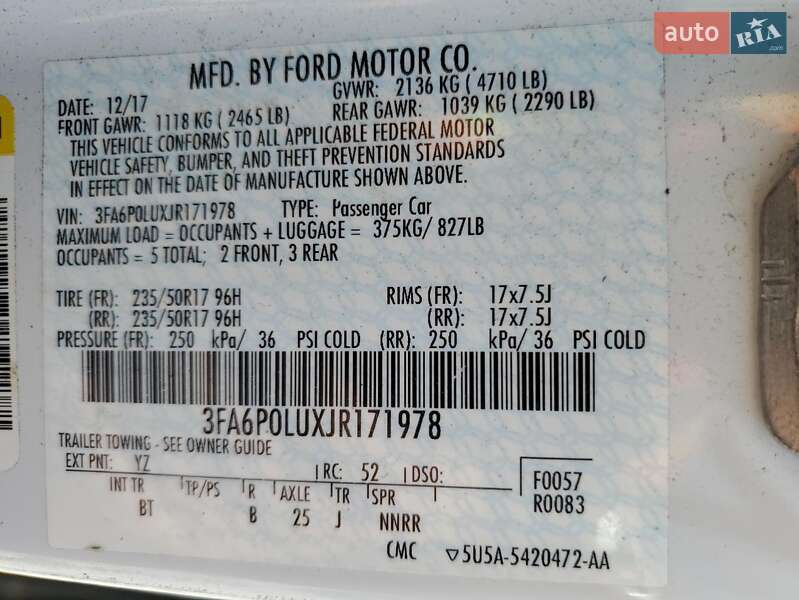 auto RIA
MFD. BY FORD MOTOR CO.
DATE: 12/17 GVWR: 2136 KG ( 4710 LB)
FRONT GAWR: 1118 KG ( 2465 LB) REAR GAWR: 1039 KG ( 2290 LB)
THIS VEHICLE CONFORMS TO ALL APPLICABLE FEDERAL MOTOR
VEHICLE SAFETY, BUMPER, AND THEFT PREVENTION STANDARDS
IN EFFECT ON THE DATE OF MANUFACTURE SHOWN ABOVE.
VIN: 3FA6P0LUXJR171978 TYPE: Passenger Car
MAXIMUM LOAD = OCCUPANTS + LUGGAGE = 375KG/ 827LB
OCCUPANTS = 5 TOTAL; 2 FRONT, 3 REAR
TIRE (FR): 235/50R17 96H RIMS (FR): 17x7.5J
(RR): 235/50R17 96H (RR): 17x7.5J
PRESSURE (FR): 250 kPa/ 36 PSI COLD (RR): 250 kPa/ 36 PSI COLD
3FA6P0LUXJR171978
TRAILER TOWING - SEE OWNER GUIDE
EXT PNT: YZ RC: 52 DSO: F0057
INT TR TP/PS R AXLE TR SPR R0083
BT B 25 J NNRR
CMC ▽5U5A-5420472-AA